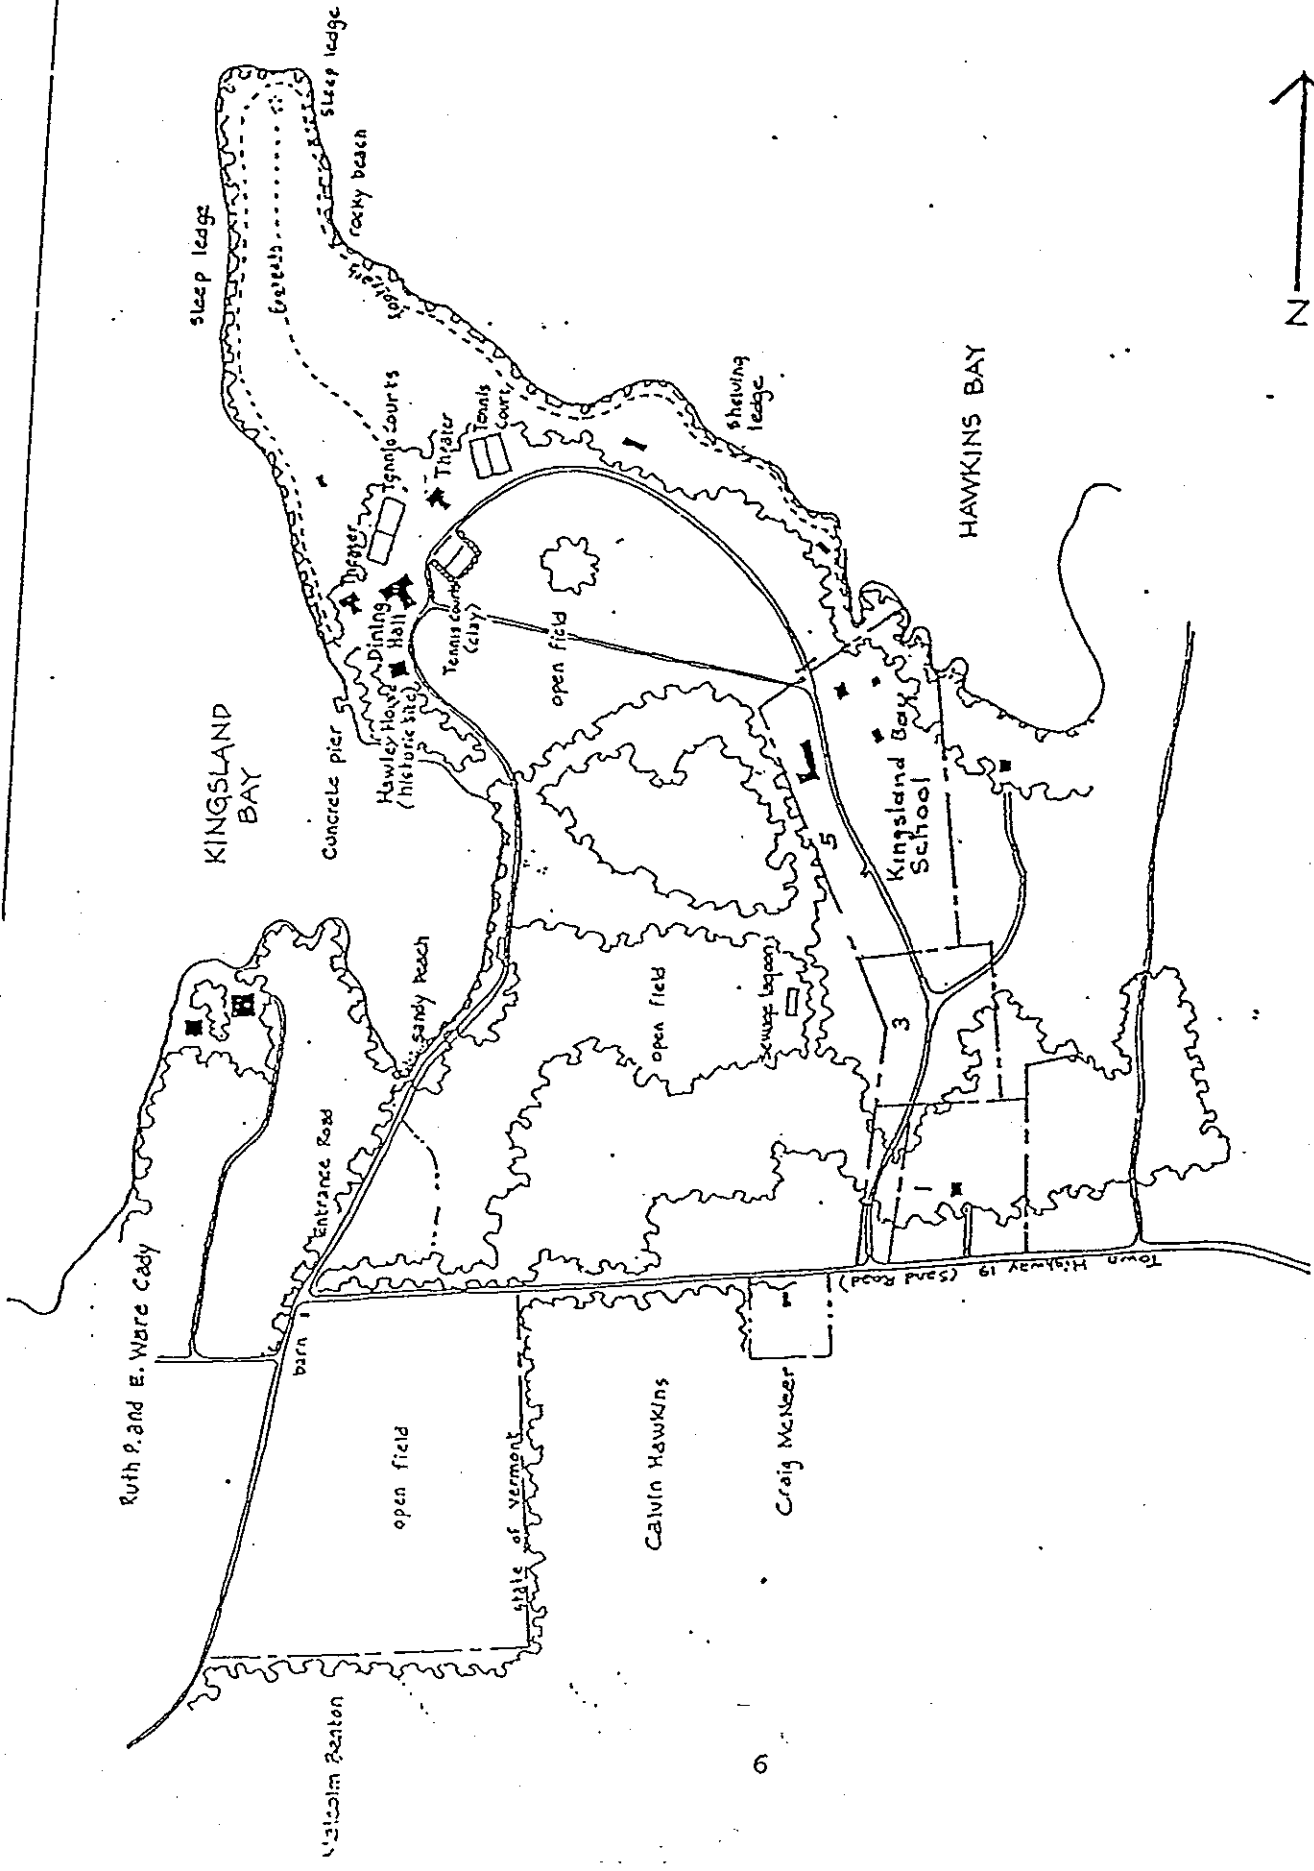 sleep ledge
sleep ledge
rocky beach
KINGSLAND
BAY
Concrete pier
Theater
Tennis courts
Theater
Tennis
Court
Dining
Hall
Hawley House
(historic site)
Tennis courts
(clay)
open field
shelving
ledge
HAWKINS BAY
N
sandy beach
Entrance Road
Ruth P. and E. Ware Cady
barn
open field
open field
sewage lagoon
Kingsland Bay
School
5
3
1
Town Highway 19 (Sand Road)
state of Vermont
Calvin Hawkins
Craig McNeer
6